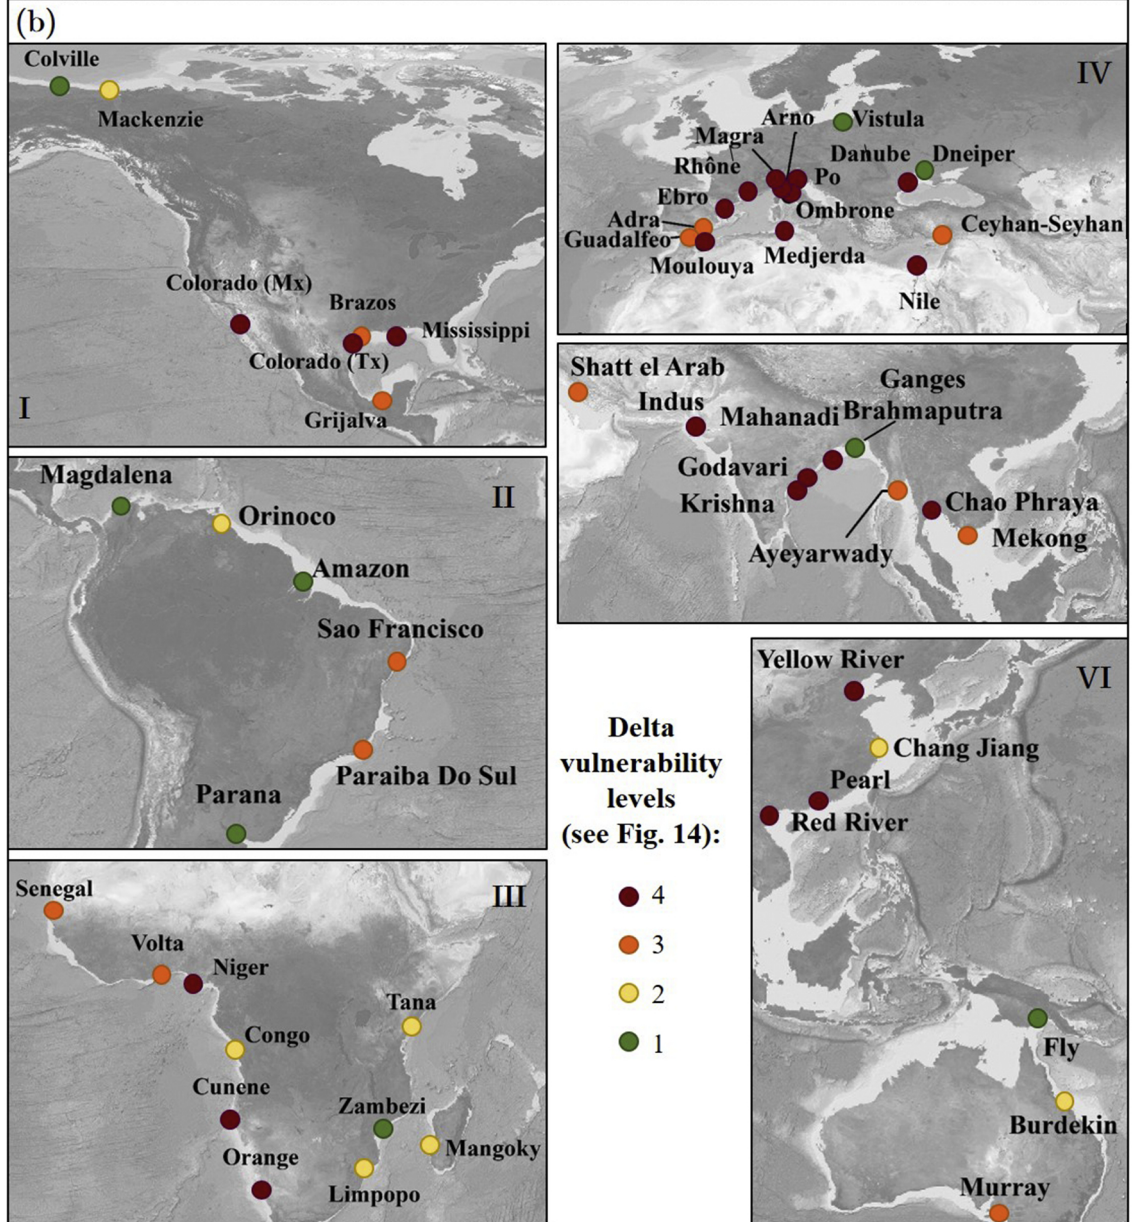 (b)
Colville
Mackenzie
Colorado (Mx)
Brazos
Mississippi
Colorado (Tx)
I
Grijalva
IV
Arno
Magra
Vistula
Danube
Dneiper
Rhône
Po
Ebro
Ombrone
Adra
Guadalfeo
Ceyhan-Seyhan
Moulouya
Medjerda
Nile
Shatt el Arab
Ganges
Brahmaputra
Indus
Mahanadi
Godavari
Krishna
Chao Phraya
Ayeyarwady
Mekong
Magdalena
II
Orinoco
Amazon
Sao Francisco
Paraiba Do Sul
Parana
Senegal
III
Volta
Niger
Tana
Congo
Cunene
Zambezi
Mangoky
Orange
Limpopo
Delta
vulnerability
levels
(see Fig. 14):
4
3
2
1
Yellow River
VI
Chang Jiang
Pearl
Red River
Fly
Burdekin
Murray